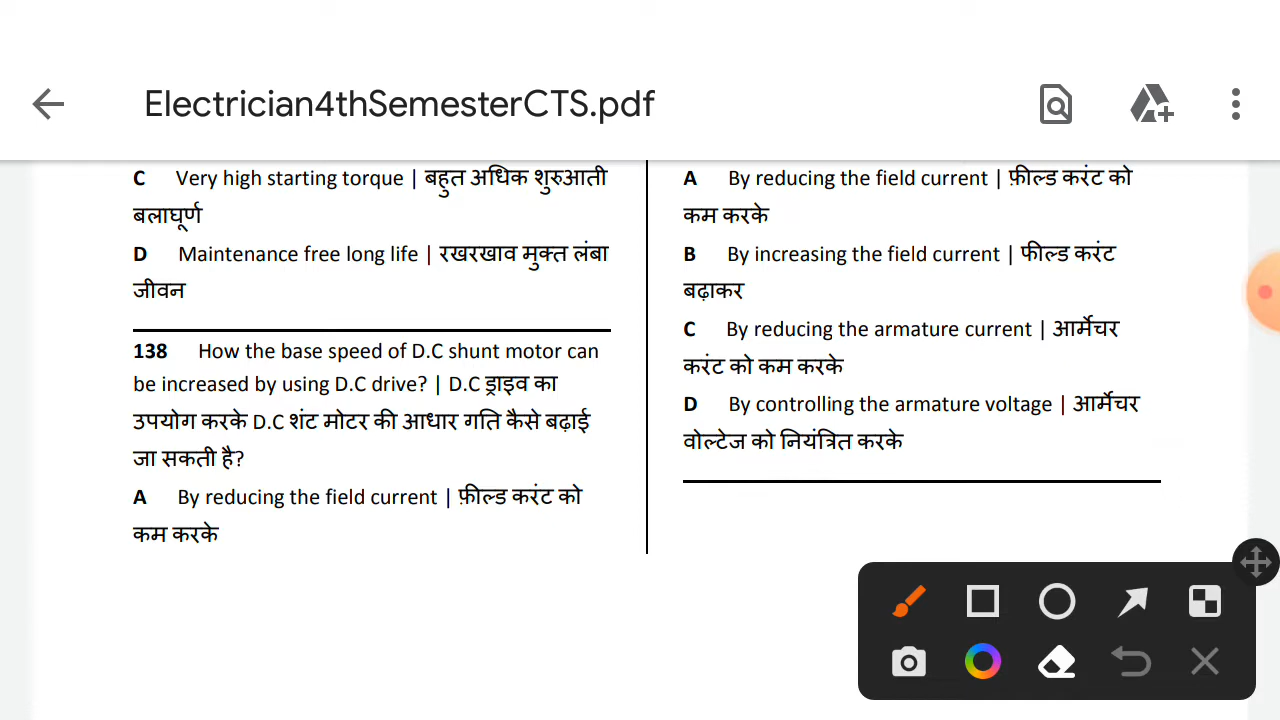 Electrician4thSemesterCTS.pdf
C Very high starting torque | बहुत अधिक शुरुआती
बलाघूर्ण
D Maintenance free long life | रखरखाव मुक्त लंबा
जीवन
138 How the base speed of D.C shunt motor can
be increased by using D.C drive? | D.C ड्राइव का
उपयोग करके D.C शंट मोटर की आधार गति कैसे बढ़ाई
जा सकती है?
A By reducing the field current | फ़ील्ड करंट को
कम करके
A By reducing the field current | फ़ील्ड करंट को
कम करके
B By increasing the field current | फील्ड करंट
बढ़ाकर
C By reducing the armature current | आर्मेचर
करंट को कम करके
D By controlling the armature voltage | आर्मेचर
वोल्टेज को नियंत्रित करके